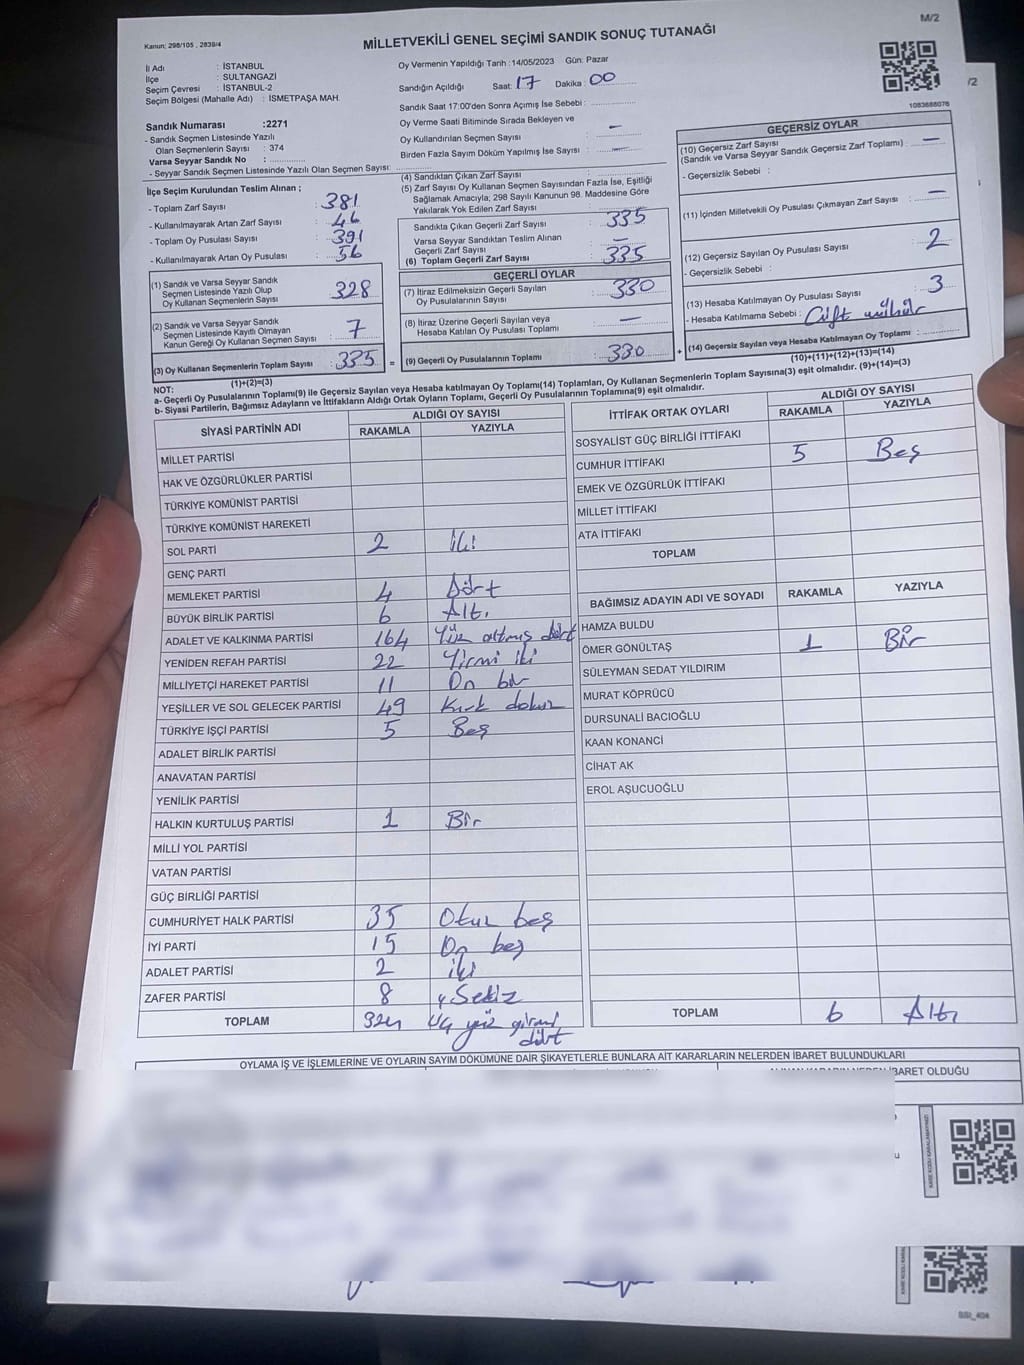 M/2
Kanun: 298/105 , 2839/4
MİLLETVEKİLİ GENEL SEÇİMİ SANDIK SONUÇ TUTANAĞI
İl Adı : İSTANBUL
İlçe : SULTANGAZİ
Seçim Çevresi : İSTANBUL-2
Seçim Bölgesi (Mahalle Adı) : İSMETPAŞA MAH.
Oy Vermenin Yapıldığı Tarih :14/05/2023 Gün: Pazar
Sandığın Açıldığı Saat: 17 Dakika: 00
Sandık Saat 17:00'den Sonra Açımış İse Sebebi :
Oy Verme Saati Bitiminde Sırada Bekleyen ve
Oy Kullandırılan Seçmen Sayısı : —
Birden Fazla Sayım Döküm Yapılmış İse Sayısı : —
/2
1083688076
Sandık Numarası :2271
- Sandık Seçmen Listesinde Yazılı
Olan Seçmenlerin Sayısı : 374
Varsa Seyyar Sandık No :
- Seyyar Sandık Seçmen Listesinde Yazılı Olan Seçmen Sayısı:
İlçe Seçim Kurulundan Teslim Alınan ;
- Toplam Zarf Sayısı : 381
- Kullanılmayarak Artan Zarf Sayısı : 46
- Toplam Oy Pusulası Sayısı : 391
- Kullanılmayarak Artan Oy Pusulası : 56
(1) Sandık ve Varsa Seyyar Sandık
Seçmen Listesinde Yazılı Olup
Oy Kullanan Seçmenlerin Sayısı : 328
(2) Sandık ve Varsa Seyyar Sandık
Seçmen Listesinde Kayıtlı Olmayan
Kanun Gereği Oy Kullanan Seçmen Sayısı : 7
(3) Oy Kullanan Seçmenlerin Toplam Sayısı : 335 =
(1)+(2)=(3)
(4) Sandıktan Çıkan Zarf Sayısı :
(5) Zarf Sayısı Oy Kullanan Seçmen Sayısından Fazla İse, Eşitliği
Sağlamak Amacıyla; 298 Sayılı Kanunun 98. Maddesine Göre
Yakılarak Yok Edilen Zarf Sayısı :
Sandıkta Çıkan Geçerli Zarf Sayısı : 335
Varsa Seyyar Sandıktan Teslim Alınan
Geçerli Zarf Sayısı : —
(6) Toplam Geçerli Zarf Sayısı : 335
GEÇERLİ OYLAR
(7) İtiraz Edilmeksizin Geçerli Sayılan
Oy Pusulalarının Sayısı : 330
(8) İtiraz Üzerine Geçerli Sayılan veya
Hesaba Katılan Oy Pusulası Toplamı : —
(9) Geçerli Oy Pusulalarının Toplamı : 330 +
GEÇERSİZ OYLAR
(10) Geçersiz Zarf Sayısı
(Sandık ve Varsa Seyyar Sandık Geçersiz Zarf Toplamı) : —
- Geçersizlik Sebebi :
(11) İçinden Milletvekili Oy Pusulası Çıkmayan Zarf Sayısı : —
(12) Geçersiz Sayılan Oy Pusulası Sayısı : 2
- Geçersizlik Sebebi :
(13) Hesaba Katılmayan Oy Pusulası Sayısı : 3
- Hesaba Katılmama Sebebi : Çift mühür
(14) Geçersiz Sayılan veya Hesaba Katılmayan Oy Toplamı :
(10)+(11)+(12)+(13)=(14)
NOT:
a- Geçerli Oy Pusulalarının Toplamı(9) ile Geçersiz Sayılan veya Hesaba katılmayan Oy Toplamı(14) Toplamları, Oy Kullanan Seçmenlerin Toplam Sayısına(3) eşit olmalıdır. (9)+(14)=(3)
b- Siyasi Partilerin, Bağımsız Adayların ve İttifakların Aldığı Ortak Oyların Toplamı, Geçerli Oy Pusulalarının Toplamına(9) eşit olmalıdır.
SİYASİ PARTİNİN ADI ALDIĞI OY SAYISI
RAKAMLA YAZIYLA
MİLLET PARTİSİ
HAK VE ÖZGÜRLÜKLER PARTİSİ
TÜRKİYE KOMÜNİST PARTİSİ
TÜRKİYE KOMÜNİST HAREKETİ
SOL PARTİ 2 İki
GENÇ PARTİ
MEMLEKET PARTİSİ 4 Dört
BÜYÜK BİRLİK PARTİSİ 6 Altı
ADALET VE KALKINMA PARTİSİ 164 Yüz altmış dört
YENİDEN REFAH PARTİSİ 22 Yirmi iki
MİLLİYETÇİ HAREKET PARTİSİ 11 On bir
YEŞİLLER VE SOL GELECEK PARTİSİ 49 Kırk dokuz
TÜRKİYE İŞÇİ PARTİSİ 5 Beş
ADALET BİRLİK PARTİSİ
ANAVATAN PARTİSİ
YENİLİK PARTİSİ
HALKIN KURTULUŞ PARTİSİ 1 Bir
MİLLİ YOL PARTİSİ
VATAN PARTİSİ
GÜÇ BİRLİĞİ PARTİSİ
CUMHURİYET HALK PARTİSİ 35 Otuz beş
İYİ PARTİ 15 On beş
ADALET PARTİSİ 2 iki
ZAFER PARTİSİ 8 Sekiz
TOPLAM 324 Üç yüz yirmi dört
İTTİFAK ORTAK OYLARI ALDIĞI OY SAYISI
RAKAMLA YAZIYLA
SOSYALİST GÜÇ BİRLİĞİ İTTİFAKI
CUMHUR İTTİFAKI 5 Beş
EMEK VE ÖZGÜRLÜK İTTİFAKI
MİLLET İTTİFAKI
ATA İTTİFAKI
TOPLAM
BAĞIMSIZ ADAYIN ADI VE SOYADI RAKAMLA YAZIYLA
HAMZA BULDU
ÖMER GÖNÜLTAŞ 1 Bir
SÜLEYMAN SEDAT YILDIRIM
MURAT KÖPRÜCÜ
DURSUNALİ BACIOĞLU
KAAN KONANCİ
CİHAT AK
EROL AŞUCUOĞLU
TOPLAM 6 Altı
OYLAMA İŞ VE İŞLEMLERİNE VE OYLARIN SAYIM DÖKÜMÜNE DAİR ŞİKAYETLERLE BUNLARA AİT KARARLARIN NELERDEN İBARET BULUNDUKLARI
İBARET OLDUĞU